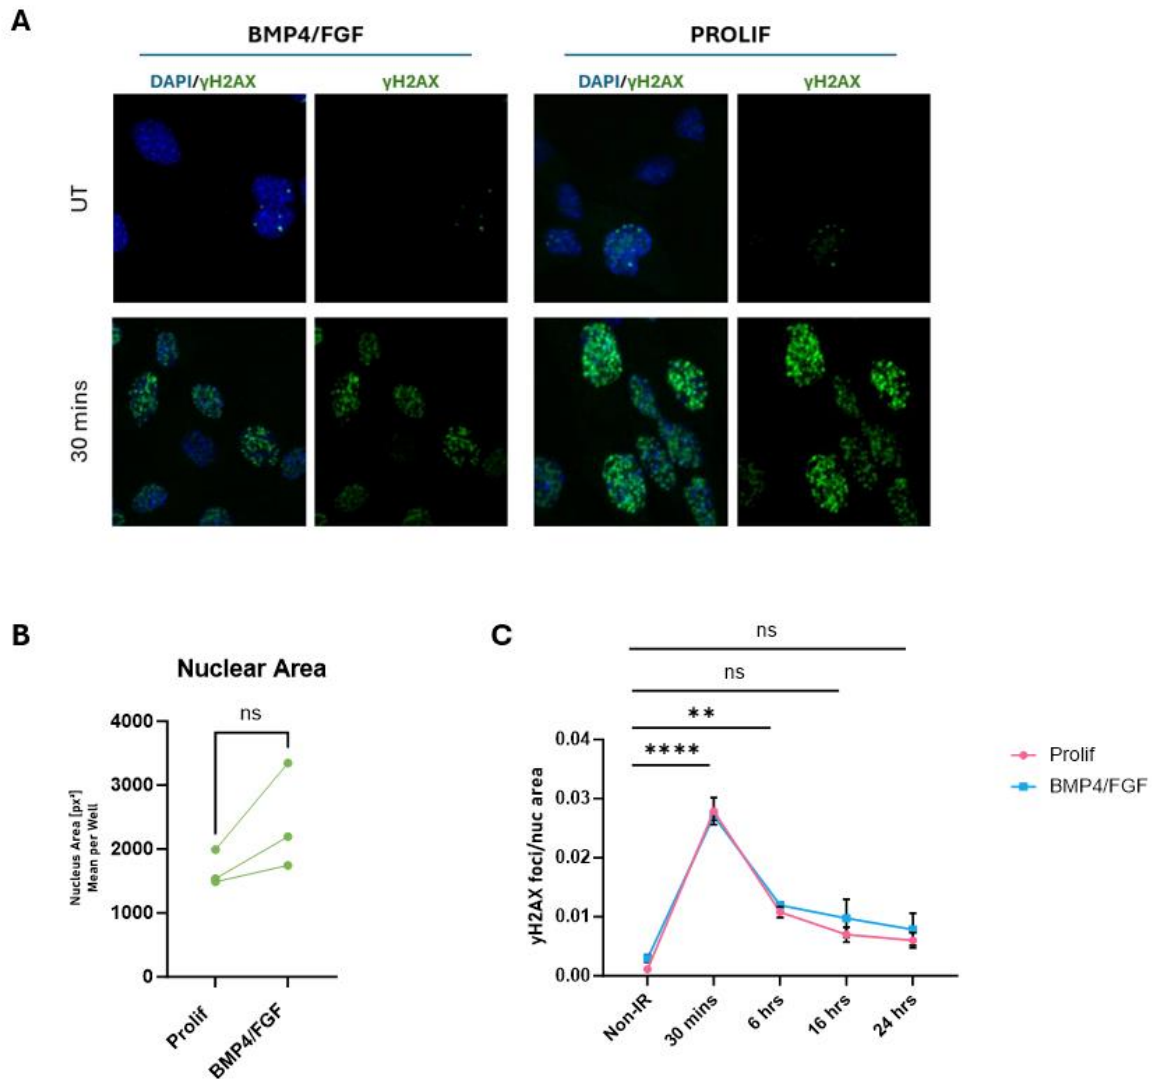 A
BMP4/FGF
PROLIF
DAPI/γH2AX
γH2AX
DAPI/γH2AX
γH2AX
UT
30 mins
B
Nuclear Area
ns
4000
3000
2000
1000
0
Nucleus Area [px²]
Mean per Well
Prolif
BMP4/FGF
C
ns
ns
**
****
0.04
0.03
0.02
0.01
0.00
yH2AX foci/nuc area
Non-IR
30 mins
6 hrs
16 hrs
24 hrs
Prolif
BMP4/FGF